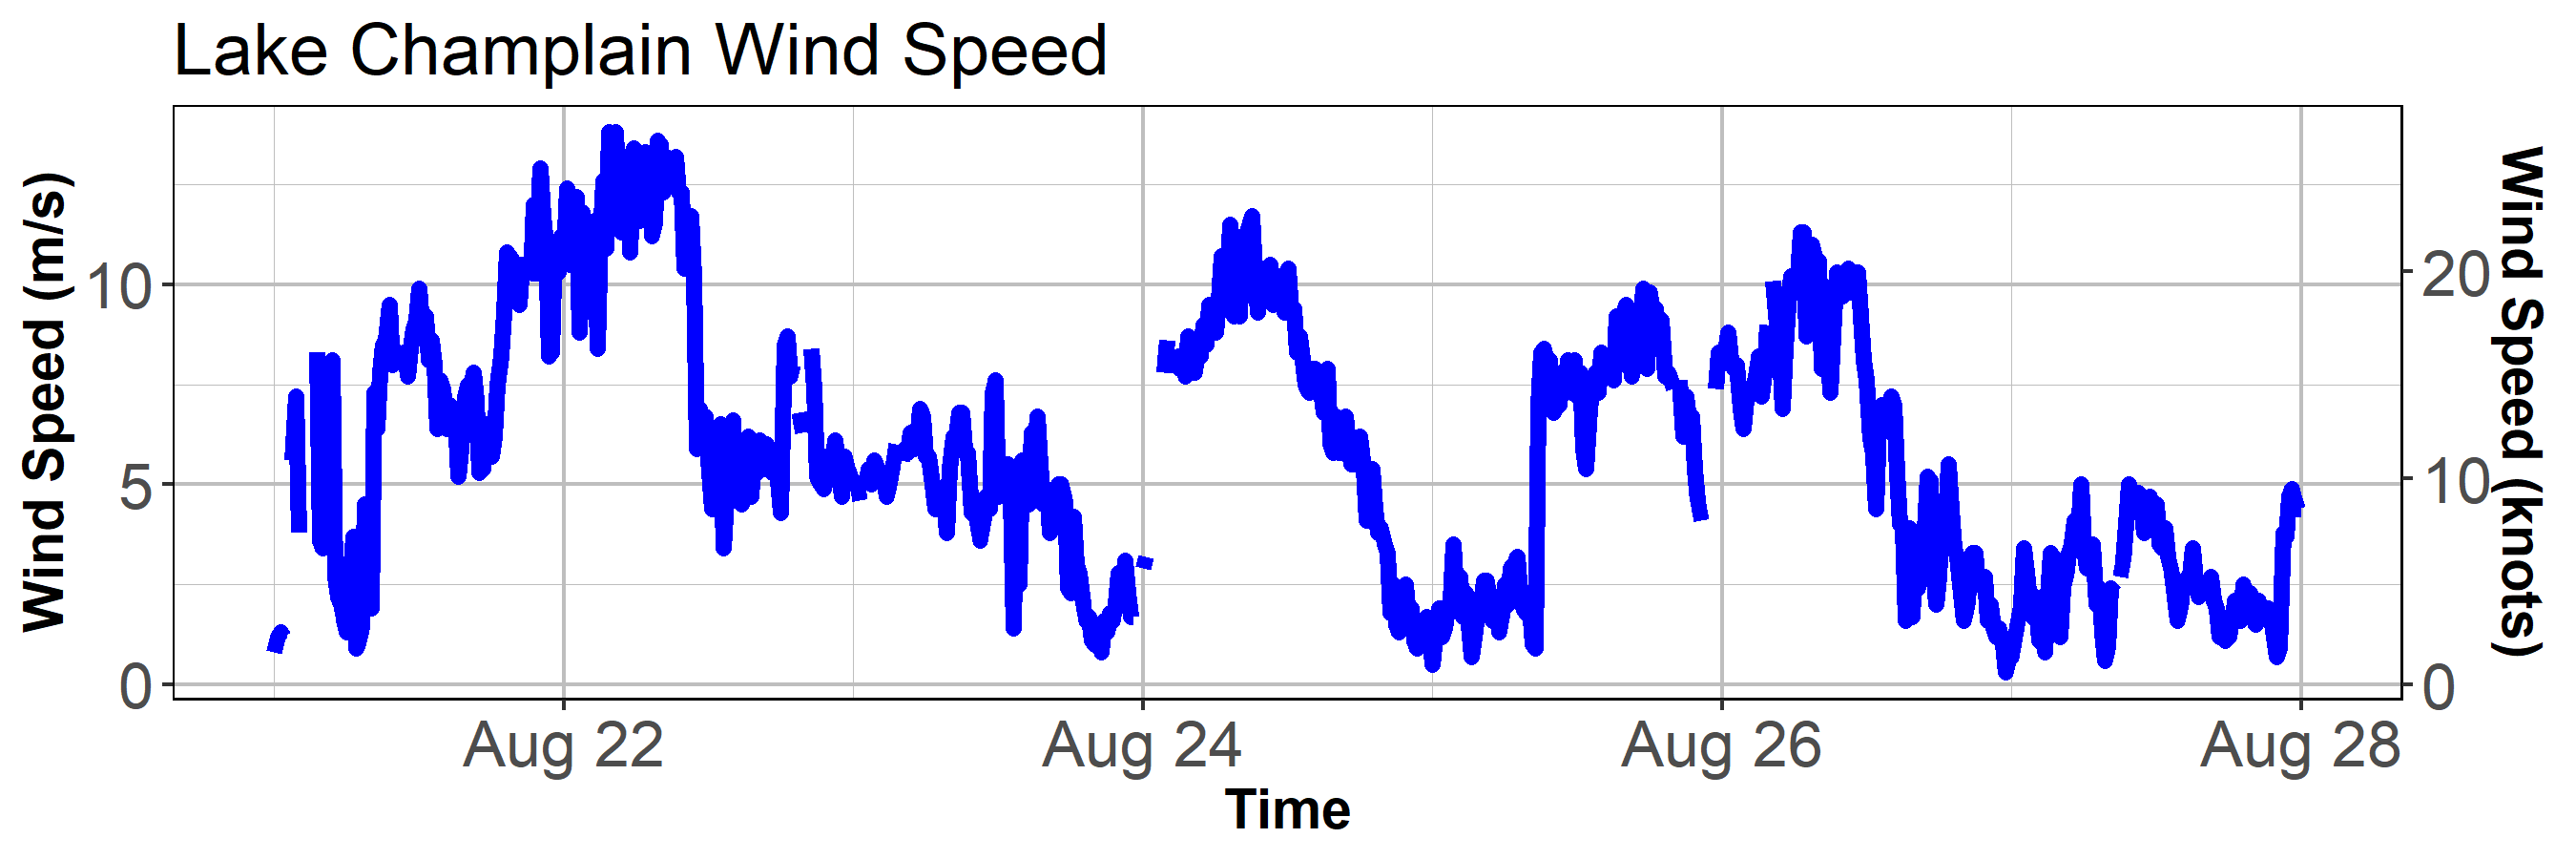 Lake Champlain Wind Speed
Wind Speed (m/s)
10
5
0
20
10
0
Wind Speed (knots)
Aug 22
Aug 24
Aug 26
Aug 28
Time